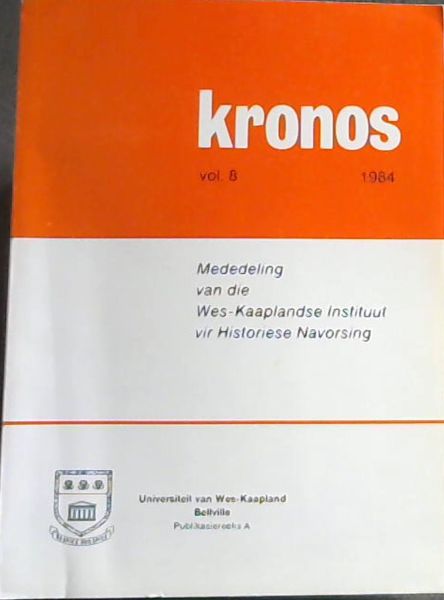 kronos
vol. 8 1984
Mededeling
van die
Wes-Kaaplandse Instituut
vir Historiese Navorsing
Universiteit van Wes-Kaapland
Bellville
Publikasiereeks A